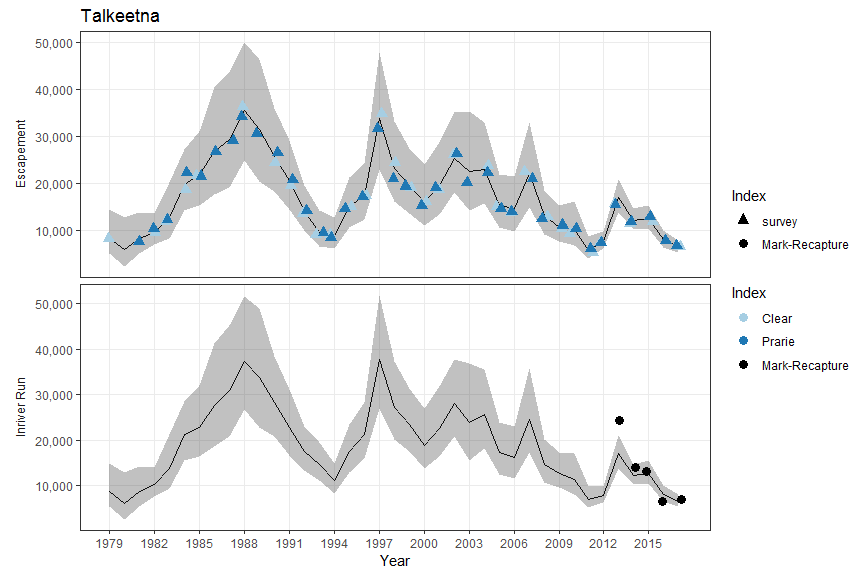 Talkeetna
Escapement
50,000
40,000
30,000
20,000
10,000
Inriver Run
50,000
40,000
30,000
20,000
10,000
1979 1982 1985 1988 1991 1994 1997 2000 2003 2006 2009 2012 2015
Year
Index
survey
Mark-Recapture
Index
Clear
Prarie
Mark-Recapture